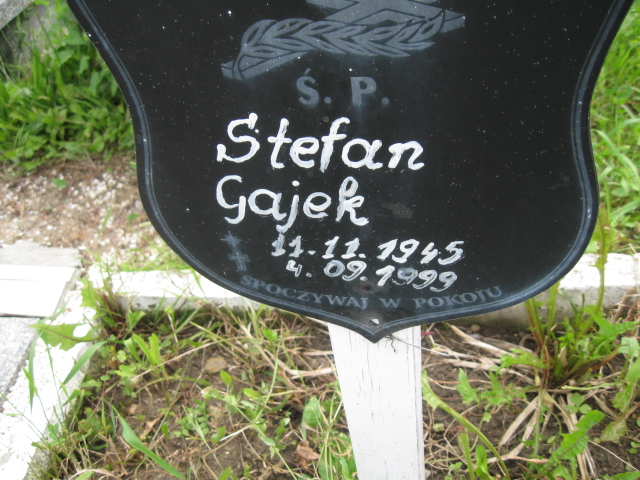 Ś. P.
Stefan
Gajek
* 11.11.1945
† 4.09.1999
SPOCZYWAJ W POKOJU